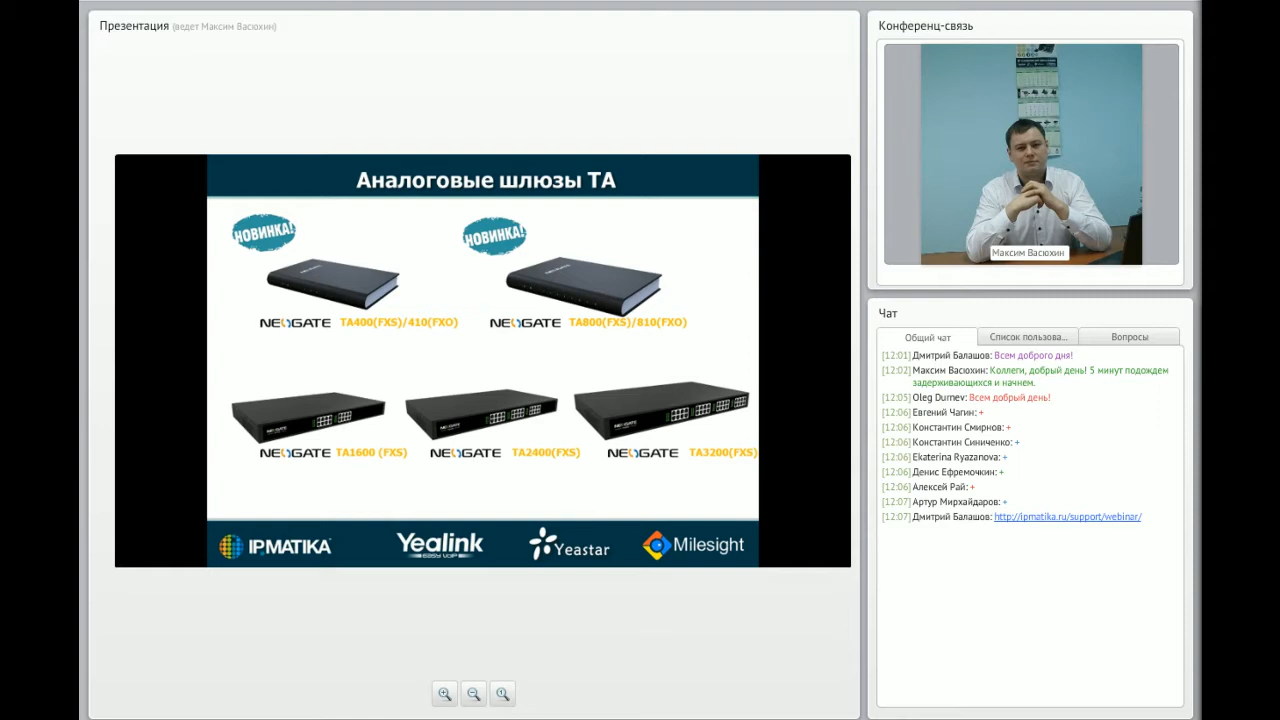 Презентация (ведет Максим Васюхин)
Аналоговые шлюзы ТА
НОВИНКА!
НОВИНКА!
NEOGATE TA400(FXS)/410(FXO)
NEOGATE TA800(FXS)/810(FXO)
NEOGATE TA1600 (FXS)
NEOGATE TA2400(FXS)
NEOGATE TA3200(FXS)
IPMATIKA
Yealink
EASY VOIP
Yeastar
Milesight
Конференц-связь
Максим Васюхин
Чат
Общий чат
Список пользова...
Вопросы
[12:01] Дмитрий Балашов: Всем доброго дня!
[12:02] Максим Васюхин: Коллеги, добрый день! 5 минут подождем
задерживающихся и начнем.
[12:05] Oleg Durnev: Всем добрый день!
[12:06] Евгений Чагин: +
[12:06] Константин Смирнов: +
[12:06] Константин Синиченко: +
[12:06] Ekaterina Ryazanova: +
[12:06] Денис Ефремочкин: +
[12:06] Алексей Рай: +
[12:07] Артур Мирхайдаров: +
[12:07] Дмитрий Балашов: http://ipmatika.ru/support/webinar/